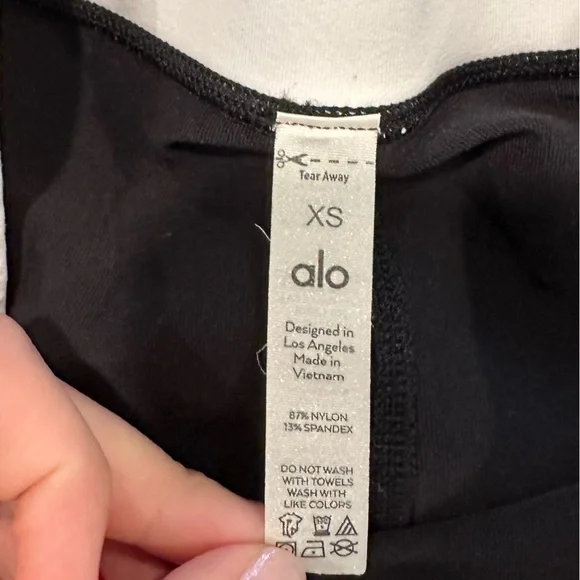 Tear Away
XS
alo
Designed in
Los Angeles
Made in
Vietnam
87% NYLON
13% SPANDEX
DO NOT WASH
WITH TOWELS
WASH WITH
LIKE COLORS